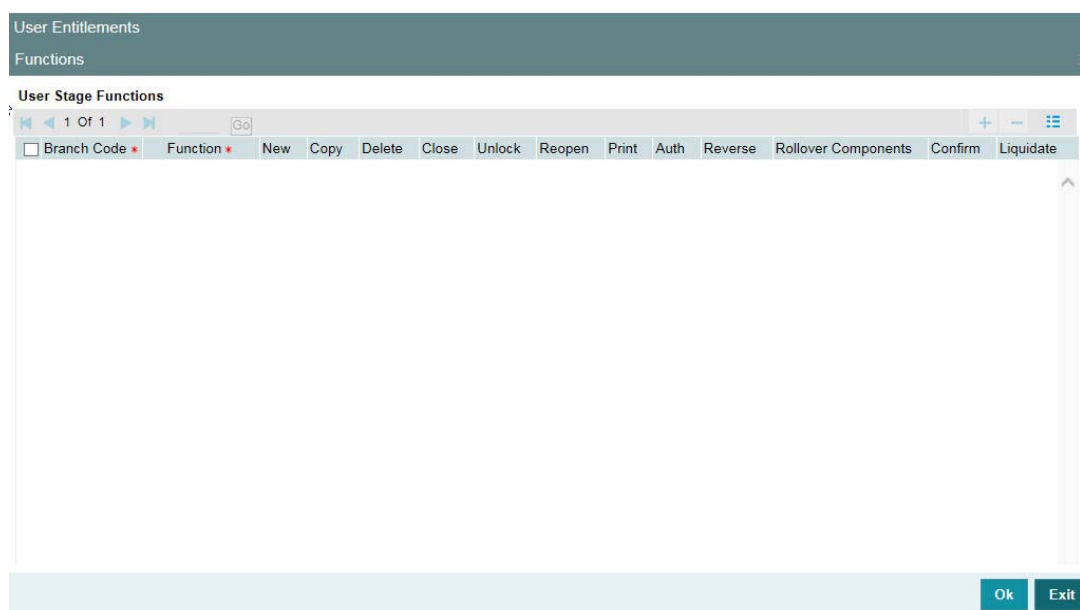 User Entitlements
Functions
User Stage Functions
1 Of 1 Go
Branch Code * Function * New Copy Delete Close Unlock Reopen Print Auth Reverse Rollover Components Confirm Liquidate
Ok Exit